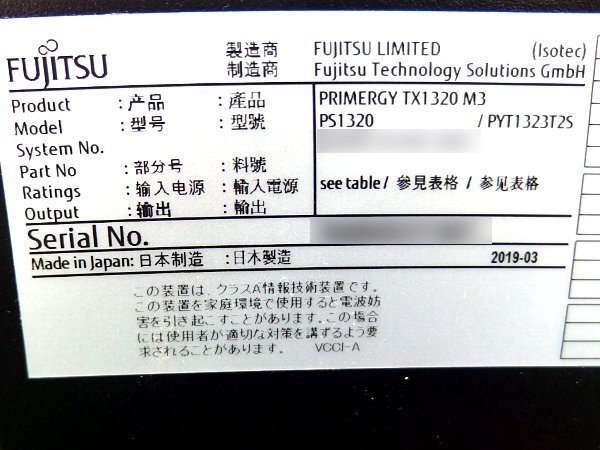 FUJITSU
製造商 FUJITSU LIMITED (Isotec)
制造商 Fujitsu Technology Solutions GmbH
Product : 产品 : 產品 PRIMERGY TX1320 M3
Model : 型号 : 型號 PS1320 / PYT1323T2S
System No.
Part No : 部分号 : 料號
Ratings : 输入电源 : 輸入電源 see table / 參見表格 / 参见表格
Output : 输出 : 輸出
Serial No.
Made in Japan: 日本制造 : 日本製造 2019-03
この装置は、クラスA情報技術装置です。
この装置を家庭環境で使用すると電波妨
害を引き起こすことがあります。この場合
には使用者が適切な対策を講ずるよう要
求されることがあります。 VCCI-A